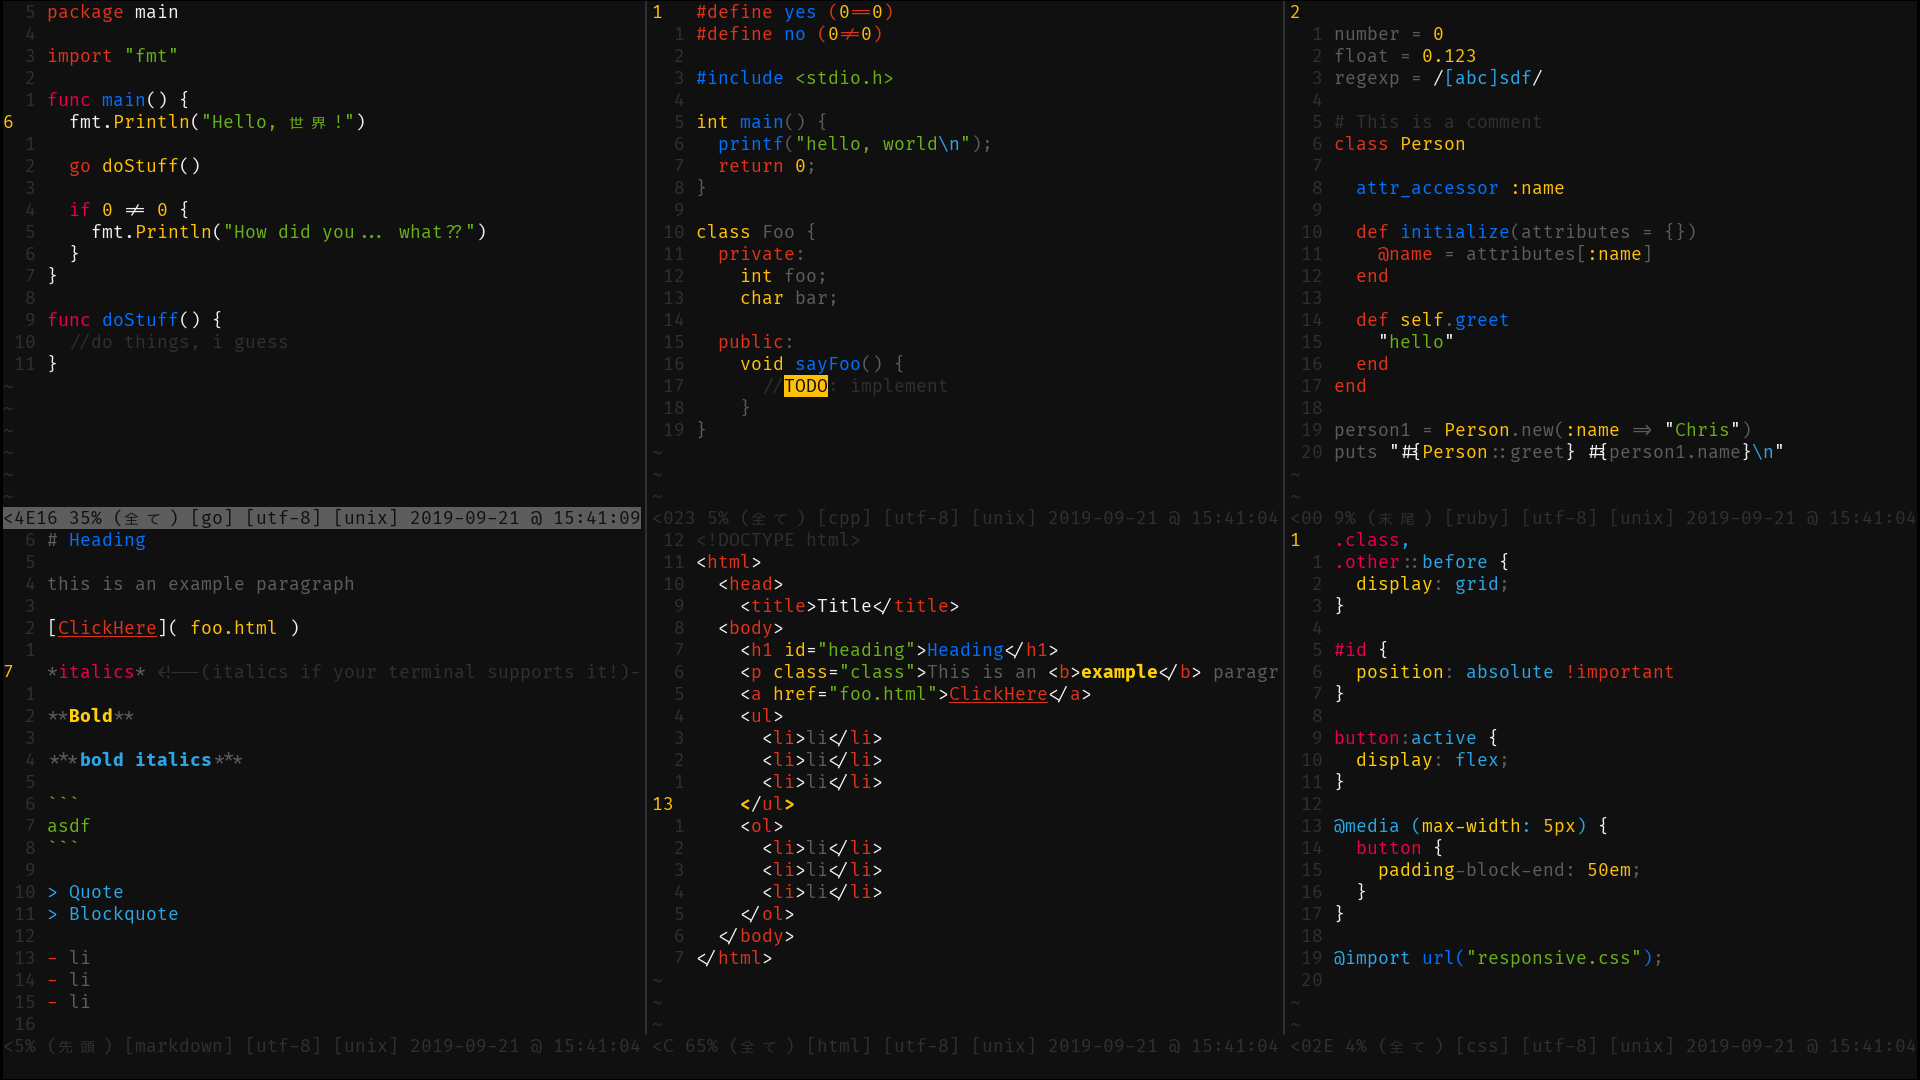 5 package main
4
3 import "fmt"
2
1 func main() {
6   fmt.Println("Hello, 世界!")
1
2   go doStuff()
3
4   if 0 != 0 {
5     fmt.Println("How did you... what??")
6   }
7 }
8
9 func doStuff() {
10   //do things, i guess
11 }
~
~
~
~
~
~
<4E16 35% (全て) [go] [utf-8] [unix] 2019-09-21 @ 15:41:09
1 #define yes (0==0)
1 #define no (0!=0)
2
3 #include <stdio.h>
4
5 int main() {
6   printf("hello, world\n");
7   return 0;
8 }
9
10 class Foo {
11   private:
12     int foo;
13     char bar;
14
15   public:
16     void sayFoo() {
17       //TODO: implement
18     }
19 }
~
~
~
<023 5% (全て) [cpp] [utf-8] [unix] 2019-09-21 @ 15:41:04
2
1 number = 0
2 float = 0.123
3 regexp = /[abc]sdf/
4
5 # This is a comment
6 class Person
7
8   attr_accessor :name
9
10   def initialize(attributes = {})
11     @name = attributes[:name]
12   end
13
14   def self.greet
15     "hello"
16   end
17 end
18
19 person1 = Person.new(:name => "Chris")
20 puts "#{Person::greet} #{person1.name}\n"
~
~
<00 9% (末尾) [ruby] [utf-8] [unix] 2019-09-21 @ 15:41:04
6 # Heading
5
4 this is an example paragraph
3
2 [ClickHere]( foo.html )
1
7 *italics* <!--(italics if your terminal supports it!)-
1
2 **Bold**
3
4 ***bold italics***
5
6 ```
7 asdf
8 ```
9
10 > Quote
11 > Blockquote
12
13 - li
14 - li
15 - li
16
<5% (先頭) [markdown] [utf-8] [unix] 2019-09-21 @ 15:41:04
12 <!DOCTYPE html>
11 <html>
10   <head>
9     <title>Title</title>
8   <body>
7     <h1 id="heading">Heading</h1>
6     <p class="class">This is an <b>example</b> paragr
5     <a href="foo.html">ClickHere</a>
4     <ul>
3       <li>li</li>
2       <li>li</li>
1       <li>li</li>
13     </ul>
1     <ol>
2       <li>li</li>
3       <li>li</li>
4       <li>li</li>
5     </ol>
6   </body>
7 </html>
~
~
~
<C 65% (全て) [html] [utf-8] [unix] 2019-09-21 @ 15:41:04
1 .class,
1 .other::before {
2   display: grid;
3 }
4
5 #id {
6   position: absolute !important
7 }
8
9 button:active {
10   display: flex;
11 }
12
13 @media (max-width: 5px) {
14   button {
15     padding-block-end: 50em;
16   }
17 }
18
19 @import url("responsive.css");
20
~
~
<02E 4% (全て) [css] [utf-8] [unix] 2019-09-21 @ 15:41:04